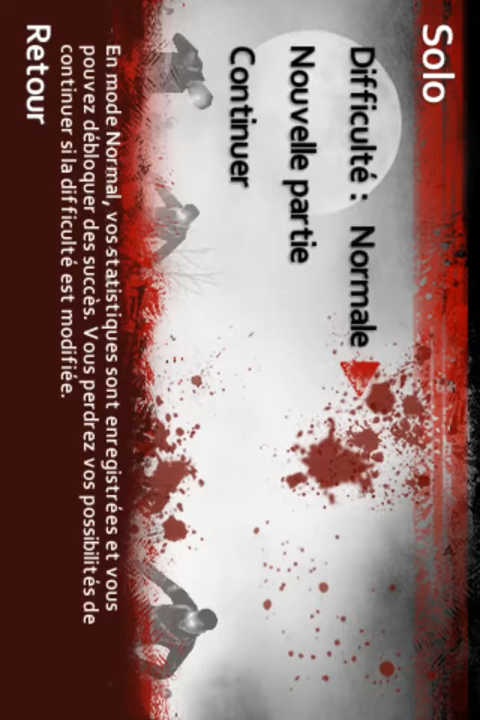 Solo
Difficulté : Normale
Nouvelle partie
Continuer
En mode Normal, vos statistiques sont enregistrées et vous
pouvez débloquer des succès. Vous perdrez vos possibilités de
continuer si la difficulté est modifiée.
Retour